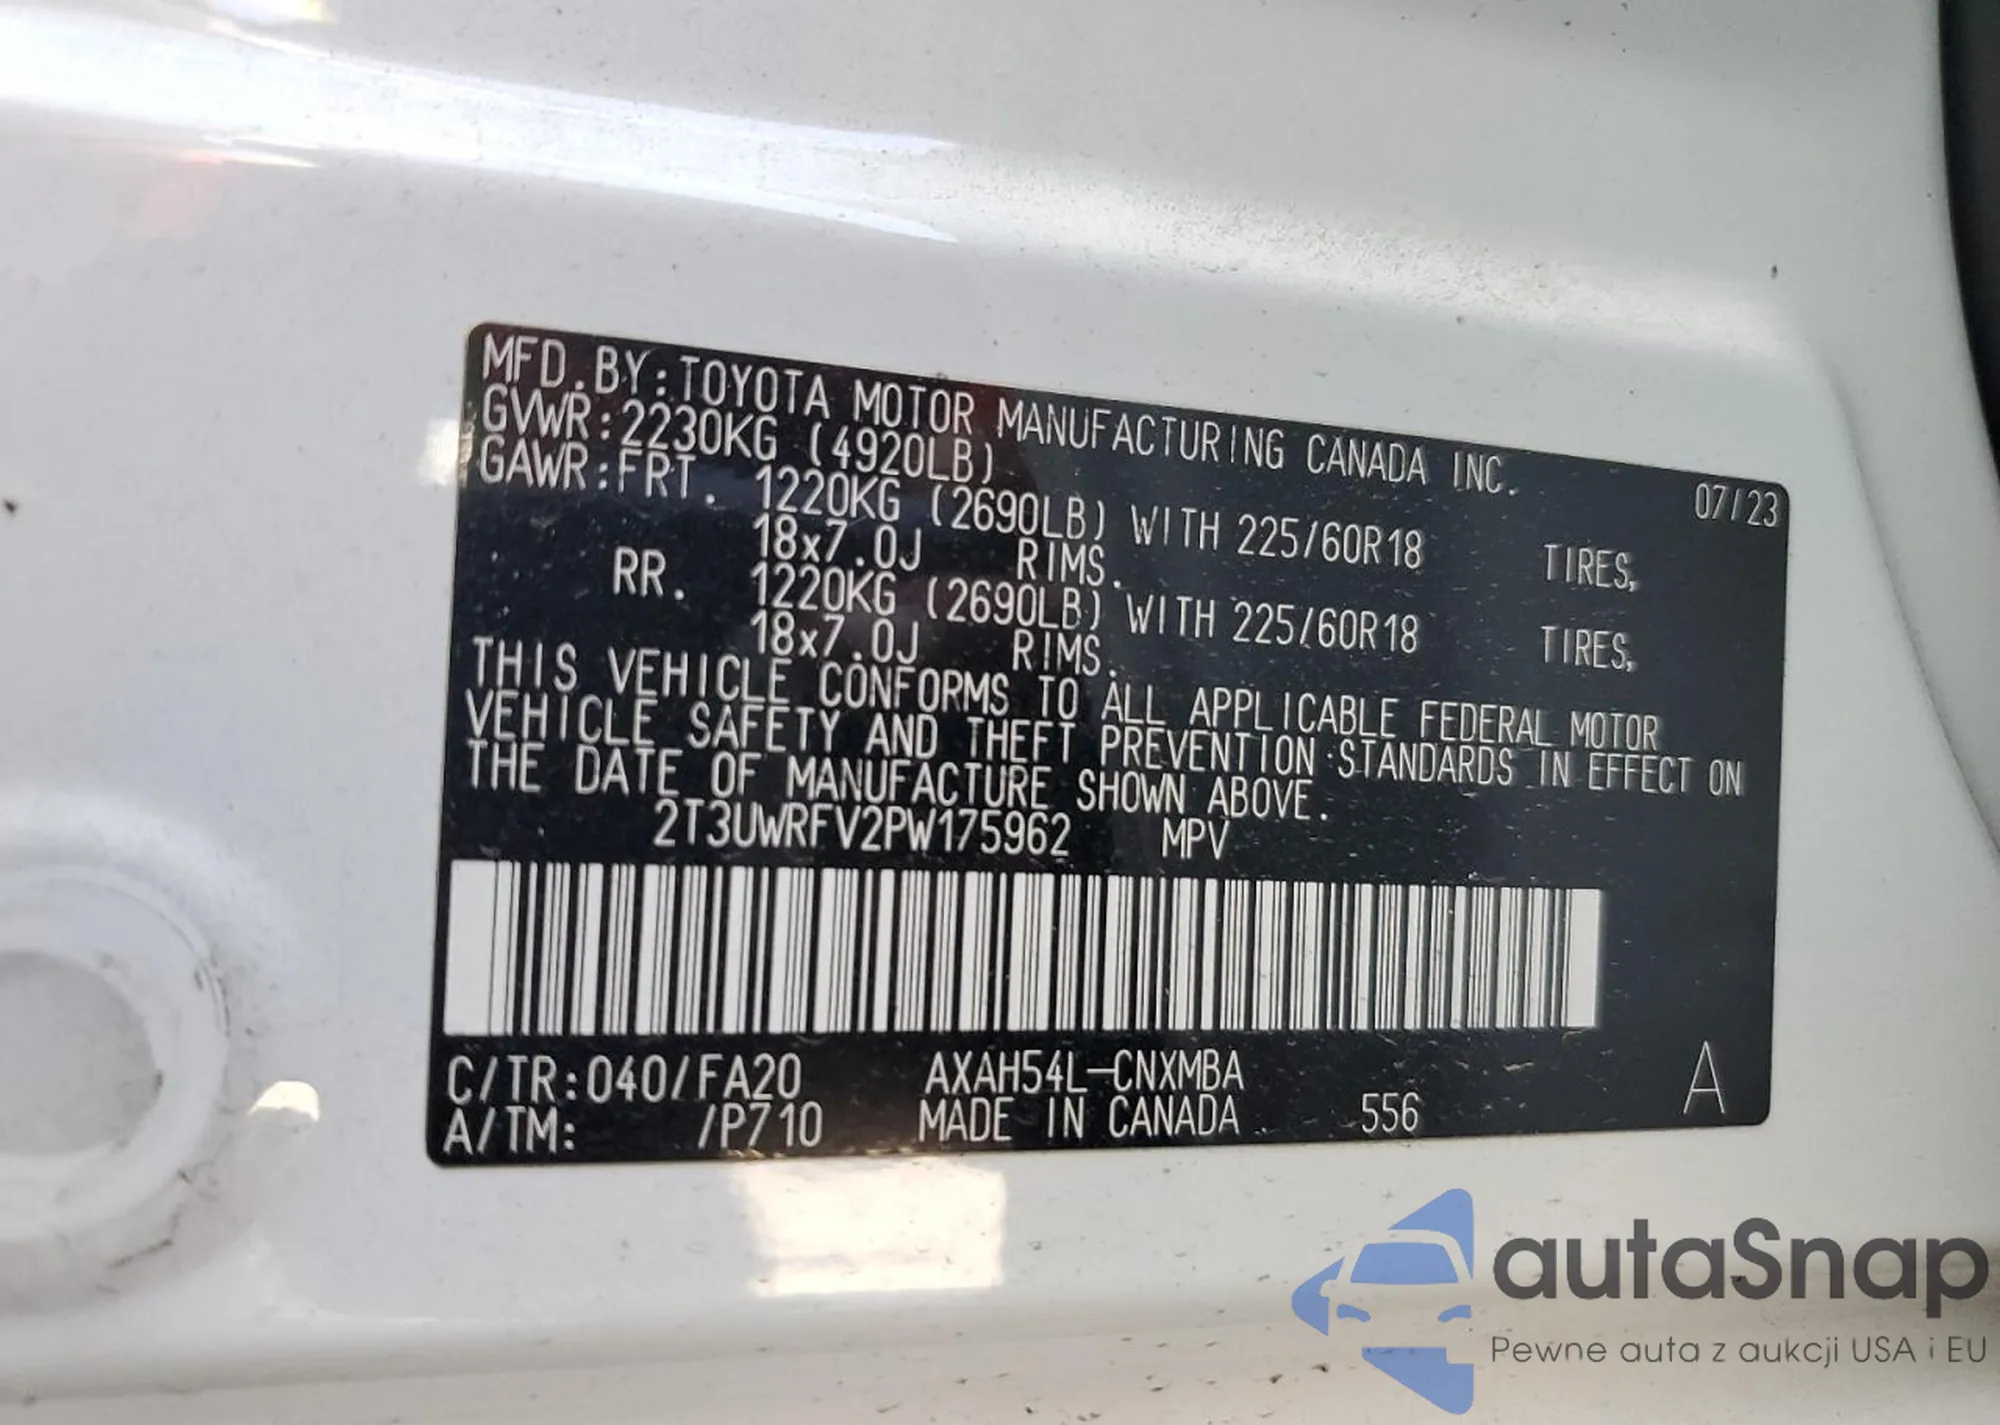 MFD.BY:TOYOTA MOTOR MANUFACTURING CANADA INC.
GVWR:2230KG (4920LB) 07/23
GAWR:FRT. 1220KG (2690LB) WITH 225/60R18 TIRES,
18x7.0J RIMS.
RR. 1220KG (2690LB) WITH 225/60R18 TIRES,
18x7.0J RIMS.
THIS VEHICLE CONFORMS TO ALL APPLICABLE FEDERAL MOTOR
VEHICLE SAFETY AND THEFT PREVENTION STANDARDS IN EFFECT ON
THE DATE OF MANUFACTURE SHOWN ABOVE.
2T3UWRFV2PW175962 MPV
C/TR:040/FA20 AXAH54L-CNXMBA A
A/TM: /P710 MADE IN CANADA 556
autaSnap
Pewne auta z aukcji USA i EU